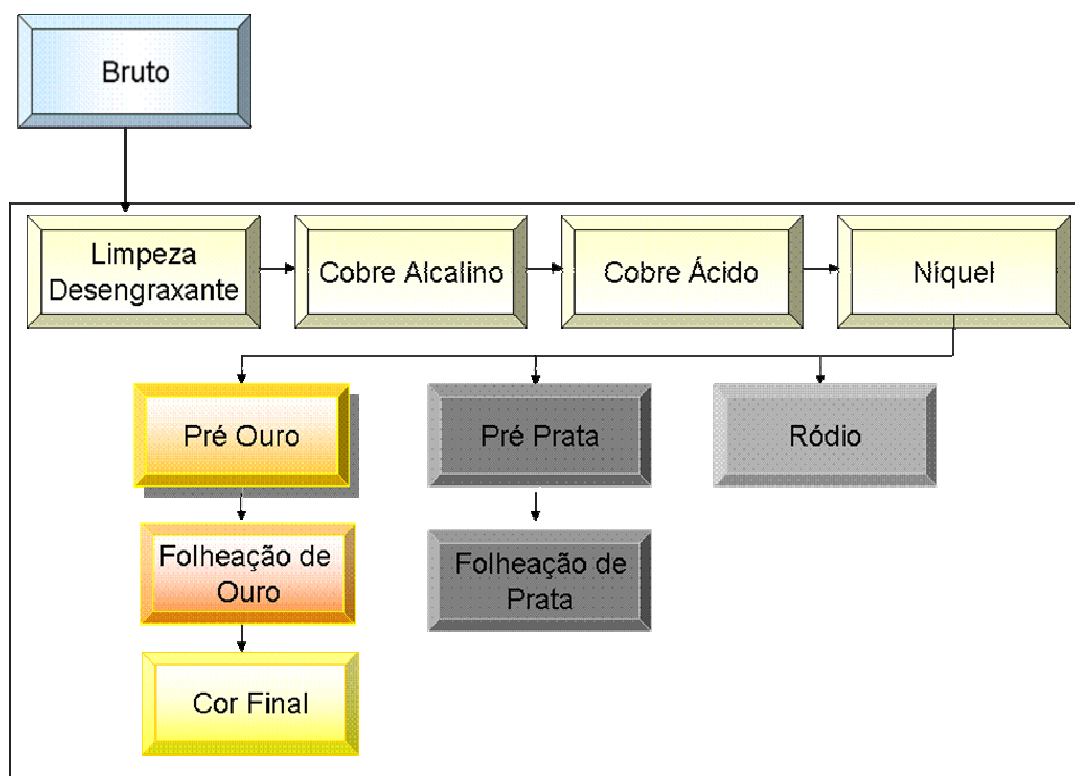 Bruto
Limpeza
Desengraxante
Cobre Alcalino
Cobre Ácido
Níquel
Pré Ouro
Pré Prata
Ródio
Folheação de
Ouro
Folheação de
Prata
Cor Final